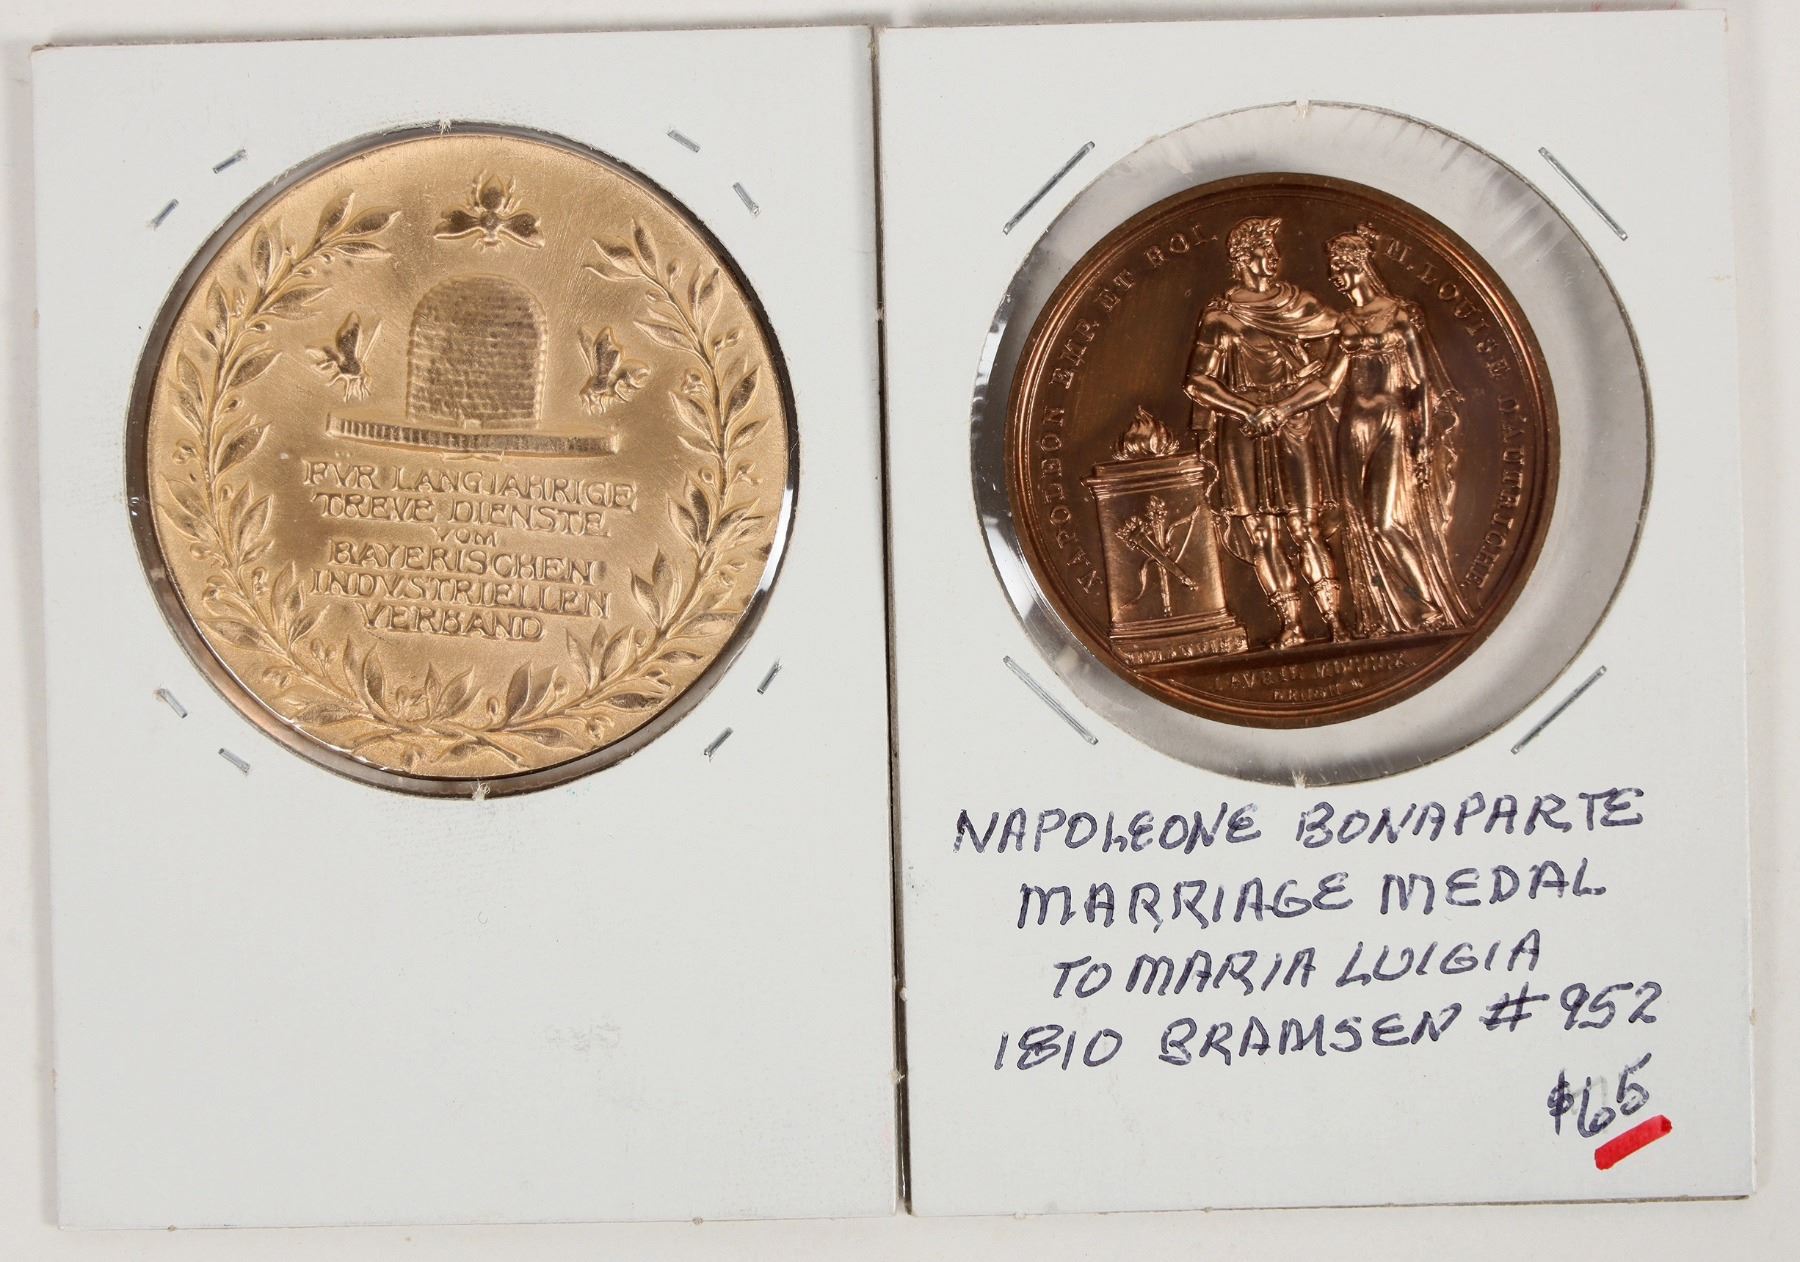 FVR LANGJAHRIGE
TREVE DIENSTE
VOM
BAYERISCHEN
INDVSTRIELLEN
VERBAND
NAPOLEON EMP. ET ROI.
M. LOUISE D'AUTRICHE.
NAPOLEONE BONAPARTE
MARRIAGE MEDAL
TO MARIA LUIGIA
1810 BRAMSEN # 952
$65